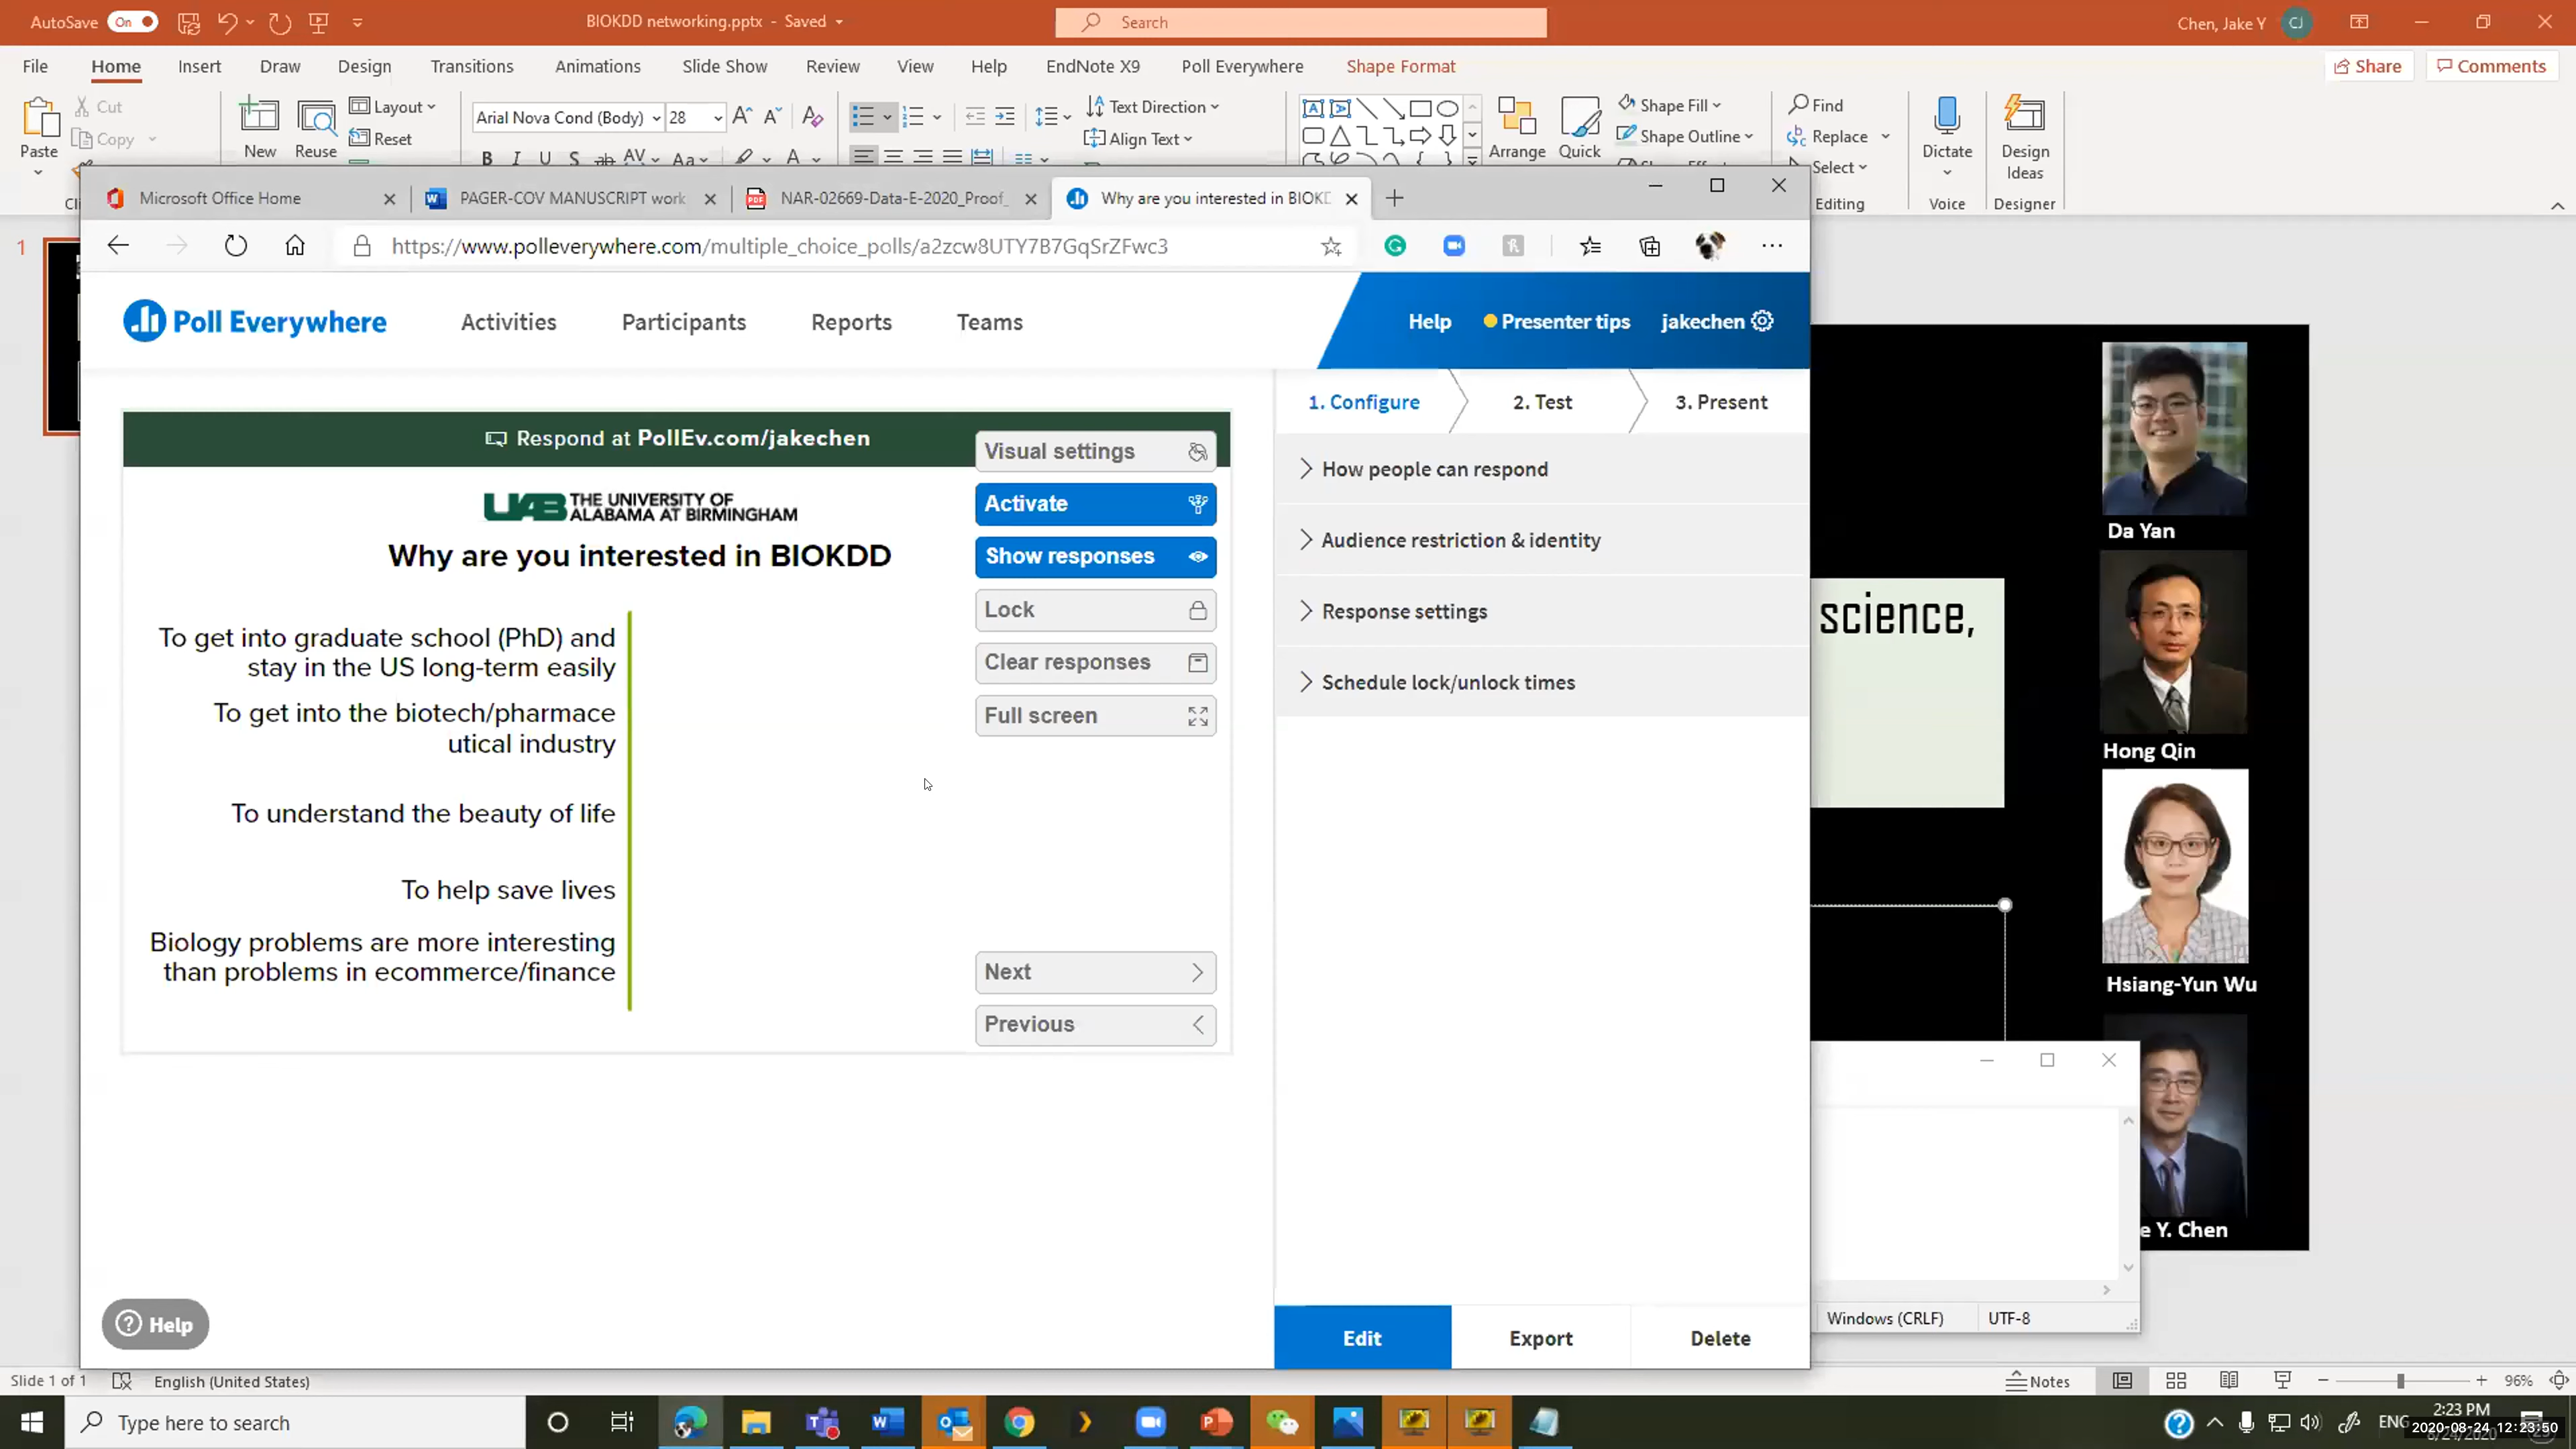 AutoSave On BIOKDD networking.pptx - Saved Search Chen, Jake Y CJ
File Home Insert Draw Design Transitions Animations Slide Show Review View Help EndNote X9 Poll Everywhere Shape Format Share Comments
Cut Layout Arial Nova Cond (Body) 28 Text Direction Shape Fill Find
Copy Reset Align Text Shape Outline Replace
Paste New Reuse Arrange Quick Select Dictate Design
Ideas
B I U S ab AV Aa A
Editing Voice Designer
Microsoft Office Home PAGER-COV MANUSCRIPT work NAR-02669-Data-E-2020_Proof_ Why are you interested in BIOKD
1
https://www.polleverywhere.com/multiple_choice_polls/a2zcw8UTY7B7GqSrZFwc3
Poll Everywhere Activities Participants Reports Teams Help Presenter tips jakechen
1. Configure 2. Test 3. Present
Respond at PollEv.com/jakechen
Visual settings
Activate
Show responses
Lock
Clear responses
Full screen
Next
Previous
UAB THE UNIVERSITY OF
ALABAMA AT BIRMINGHAM
Why are you interested in BIOKDD
To get into graduate school (PhD) and
stay in the US long-term easily
To get into the biotech/pharmace
utical industry
To understand the beauty of life
To help save lives
Biology problems are more interesting
than problems in ecommerce/finance
How people can respond
Audience restriction & identity
Response settings
Schedule lock/unlock times
Edit Export Delete
Help
science,
Da Yan
Hong Qin
Hsiang-Yun Wu
e Y. Chen
Windows (CRLF) UTF-8
Slide 1 of 1 English (United States) Notes 96%
Type here to search ENG 2:23 PM
2020-08-24 12:23:50